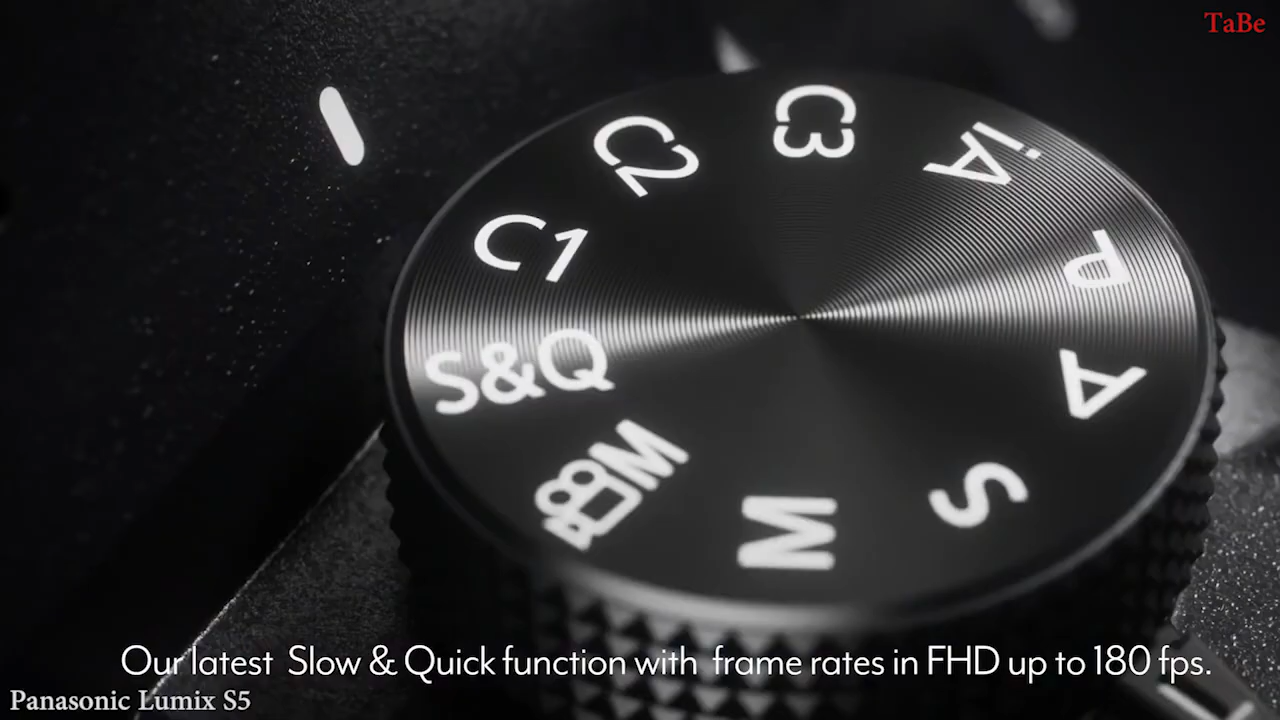 TaBe
C3
C2
iA
C1
P
S&Q
A
M
S
M
Our latest Slow & Quick function with frame rates in FHD up to 180 fps.
Panasonic Lumix S5